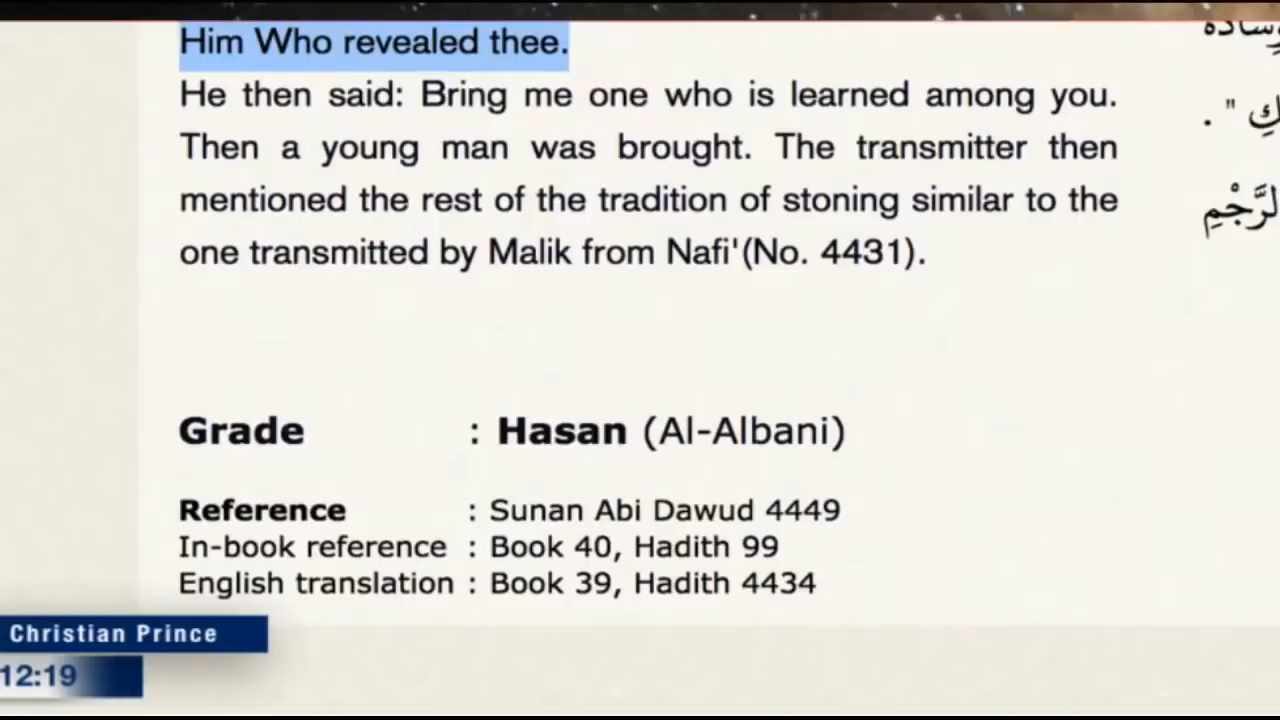 Him Who revealed thee.
He then said: Bring me one who is learned among you.
Then a young man was brought. The transmitter then
mentioned the rest of the tradition of stoning similar to the
one transmitted by Malik from Nafi'(No. 4431).
. " كِ
لرَّجْمِ
Grade : Hasan (Al-Albani)
Reference : Sunan Abi Dawud 4449
In-book reference : Book 40, Hadith 99
English translation : Book 39, Hadith 4434
Christian Prince
12:19